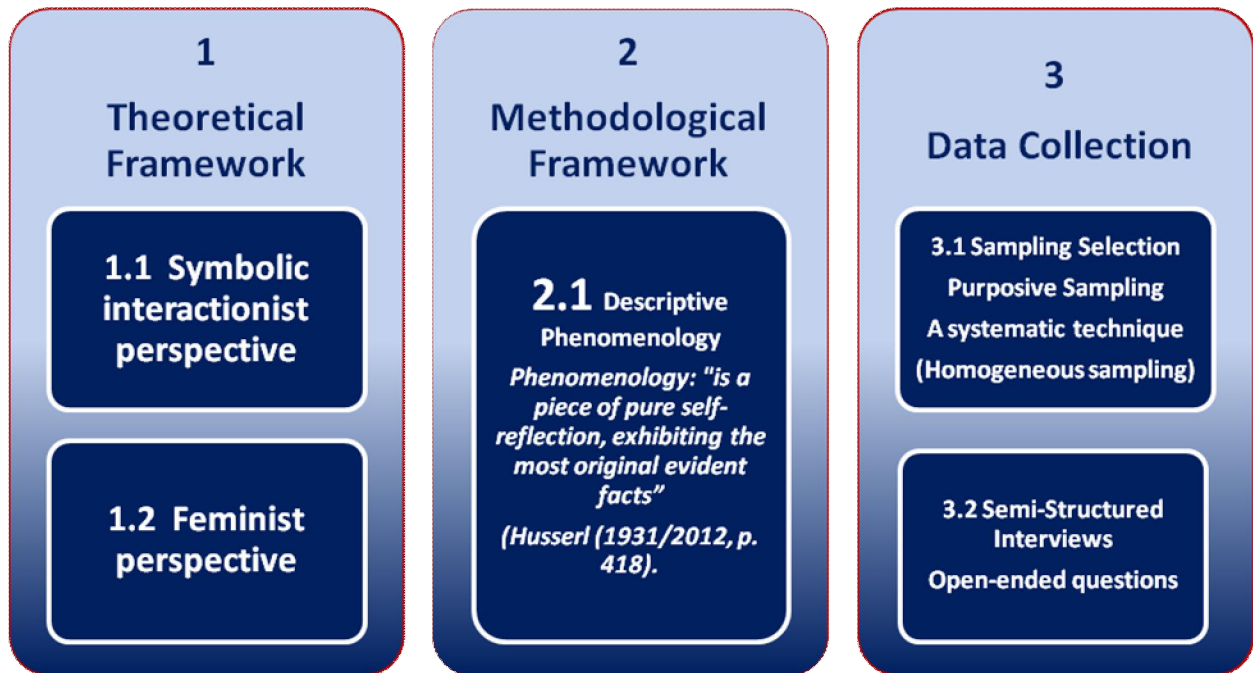 1
Theoretical
Framework
1.1 Symbolic
interactionist
perspective
1.2 Feminist
perspective
2
Methodological
Framework
2.1 Descriptive
Phenomenology
Phenomenology: "is a
piece of pure self-
reflection, exhibiting the
most original evident
facts”
(Husserl (1931/2012, p.
418).
3
Data Collection
3.1 Sampling Selection
Purposive Sampling
A systematic technique
(Homogeneous sampling)
3.2 Semi-Structured
Interviews
Open-ended questions